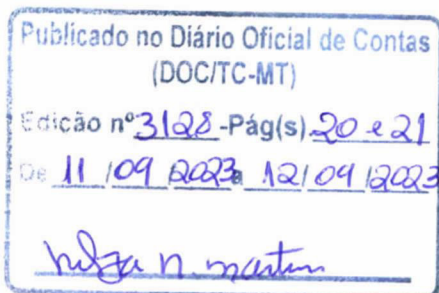 Publicado no Diário Oficial de Contas
(DOC/TC-MT)
Edição nº 3128 -Pág(s) 20 e 21
De 11 / 09 / 2023 a 12 / 09 / 2023
n. martins